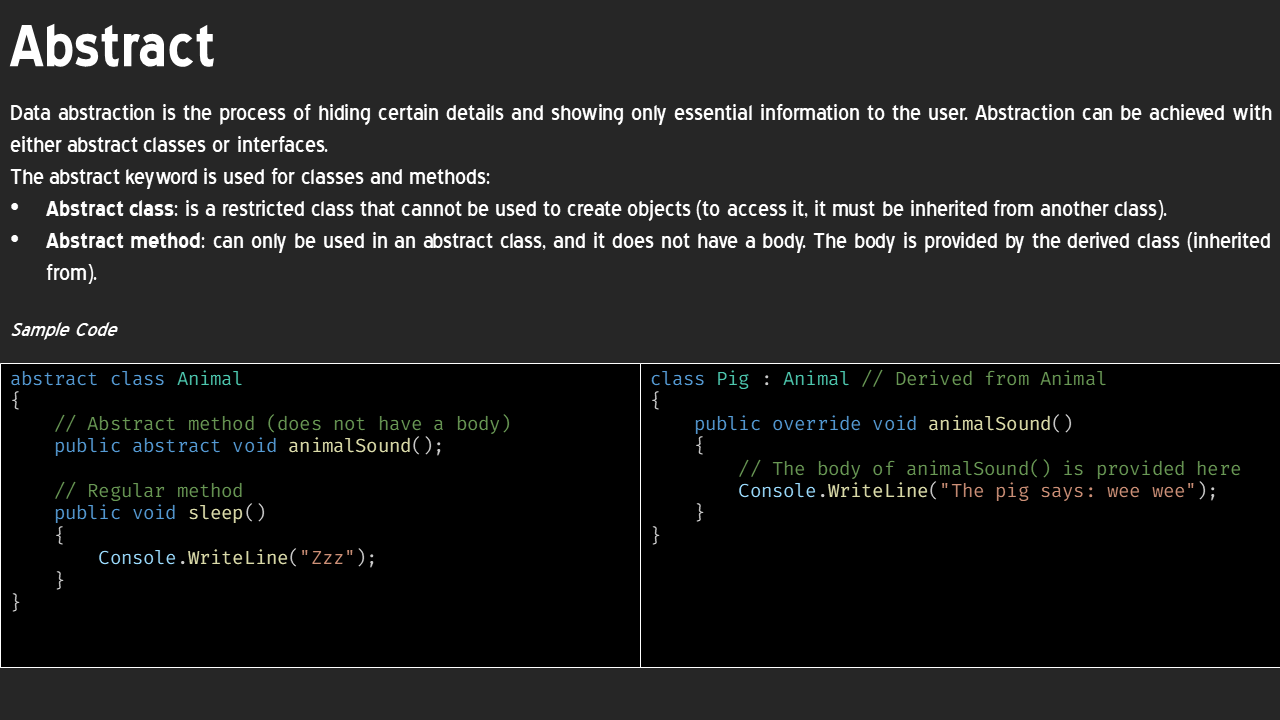 Abstract
Data abstraction is the process of hiding certain details and showing only essential information to the user. Abstraction can be achieved with
either abstract classes or interfaces.
The abstract keyword is used for classes and methods:
• Abstract class: is a restricted class that cannot be used to create objects (to access it, it must be inherited from another class).
• Abstract method: can only be used in an abstract class, and it does not have a body. The body is provided by the derived class (inherited
from).
Sample Code
abstract class Animal
{
    // Abstract method (does not have a body)
    public abstract void animalSound();

    // Regular method
    public void sleep()
    {
        Console.WriteLine("Zzz");
    }
}
class Pig : Animal // Derived from Animal
{
    public override void animalSound()
    {
        // The body of animalSound() is provided here
        Console.WriteLine("The pig says: wee wee");
    }
}